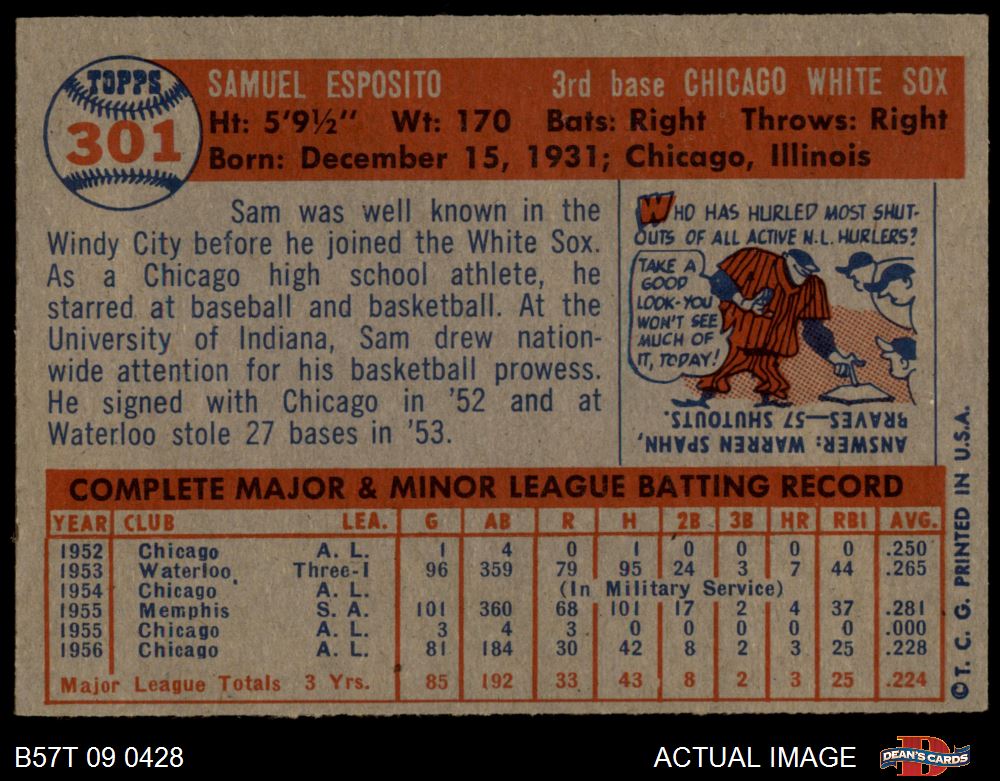 TOPPS
301
SAMUEL ESPOSITO 3rd base CHICAGO WHITE SOX
Ht: 5'9½" Wt: 170 Bats: Right Throws: Right
Born: December 15, 1931; Chicago, Illinois
Sam was well known in the
Windy City before he joined the White Sox.
As a Chicago high school athlete, he
starred at baseball and basketball. At the
University of Indiana, Sam drew nation-
wide attention for his basketball prowess.
He signed with Chicago in '52 and at
Waterloo stole 27 bases in '53.
WHO HAS HURLED MOST SHUT-
OUTS OF ALL ACTIVE N.L. HURLERS?
TAKE A
GOOD
LOOK-YOU
WON'T SEE
MUCH OF
IT, TODAY!
ANSWER: WARREN SPAHN,
BRAVES—57 SHUTOUTS.
COMPLETE MAJOR & MINOR LEAGUE BATTING RECORD
YEAR CLUB LEA. G AB R H 2B 3B HR RBI AVG.
1952 Chicago A. L. 1 4 0 1 0 0 0 0 .250
1953 Waterloo Three-I 96 359 79 95 24 3 7 44 .265
1954 Chicago A. L. (In Military Service)
1955 Memphis S. A. 101 360 68 101 17 2 4 37 .281
1955 Chicago A. L. 3 4 3 0 0 0 0 0 .000
1956 Chicago A. L. 81 184 30 42 8 2 3 25 .228
Major League Totals 3 Yrs. 85 192 33 43 8 2 3 25 .224
©T. C. G. PRINTED IN U.S.A.
B57T 09 0428
ACTUAL IMAGE
DEAN'S CARDS